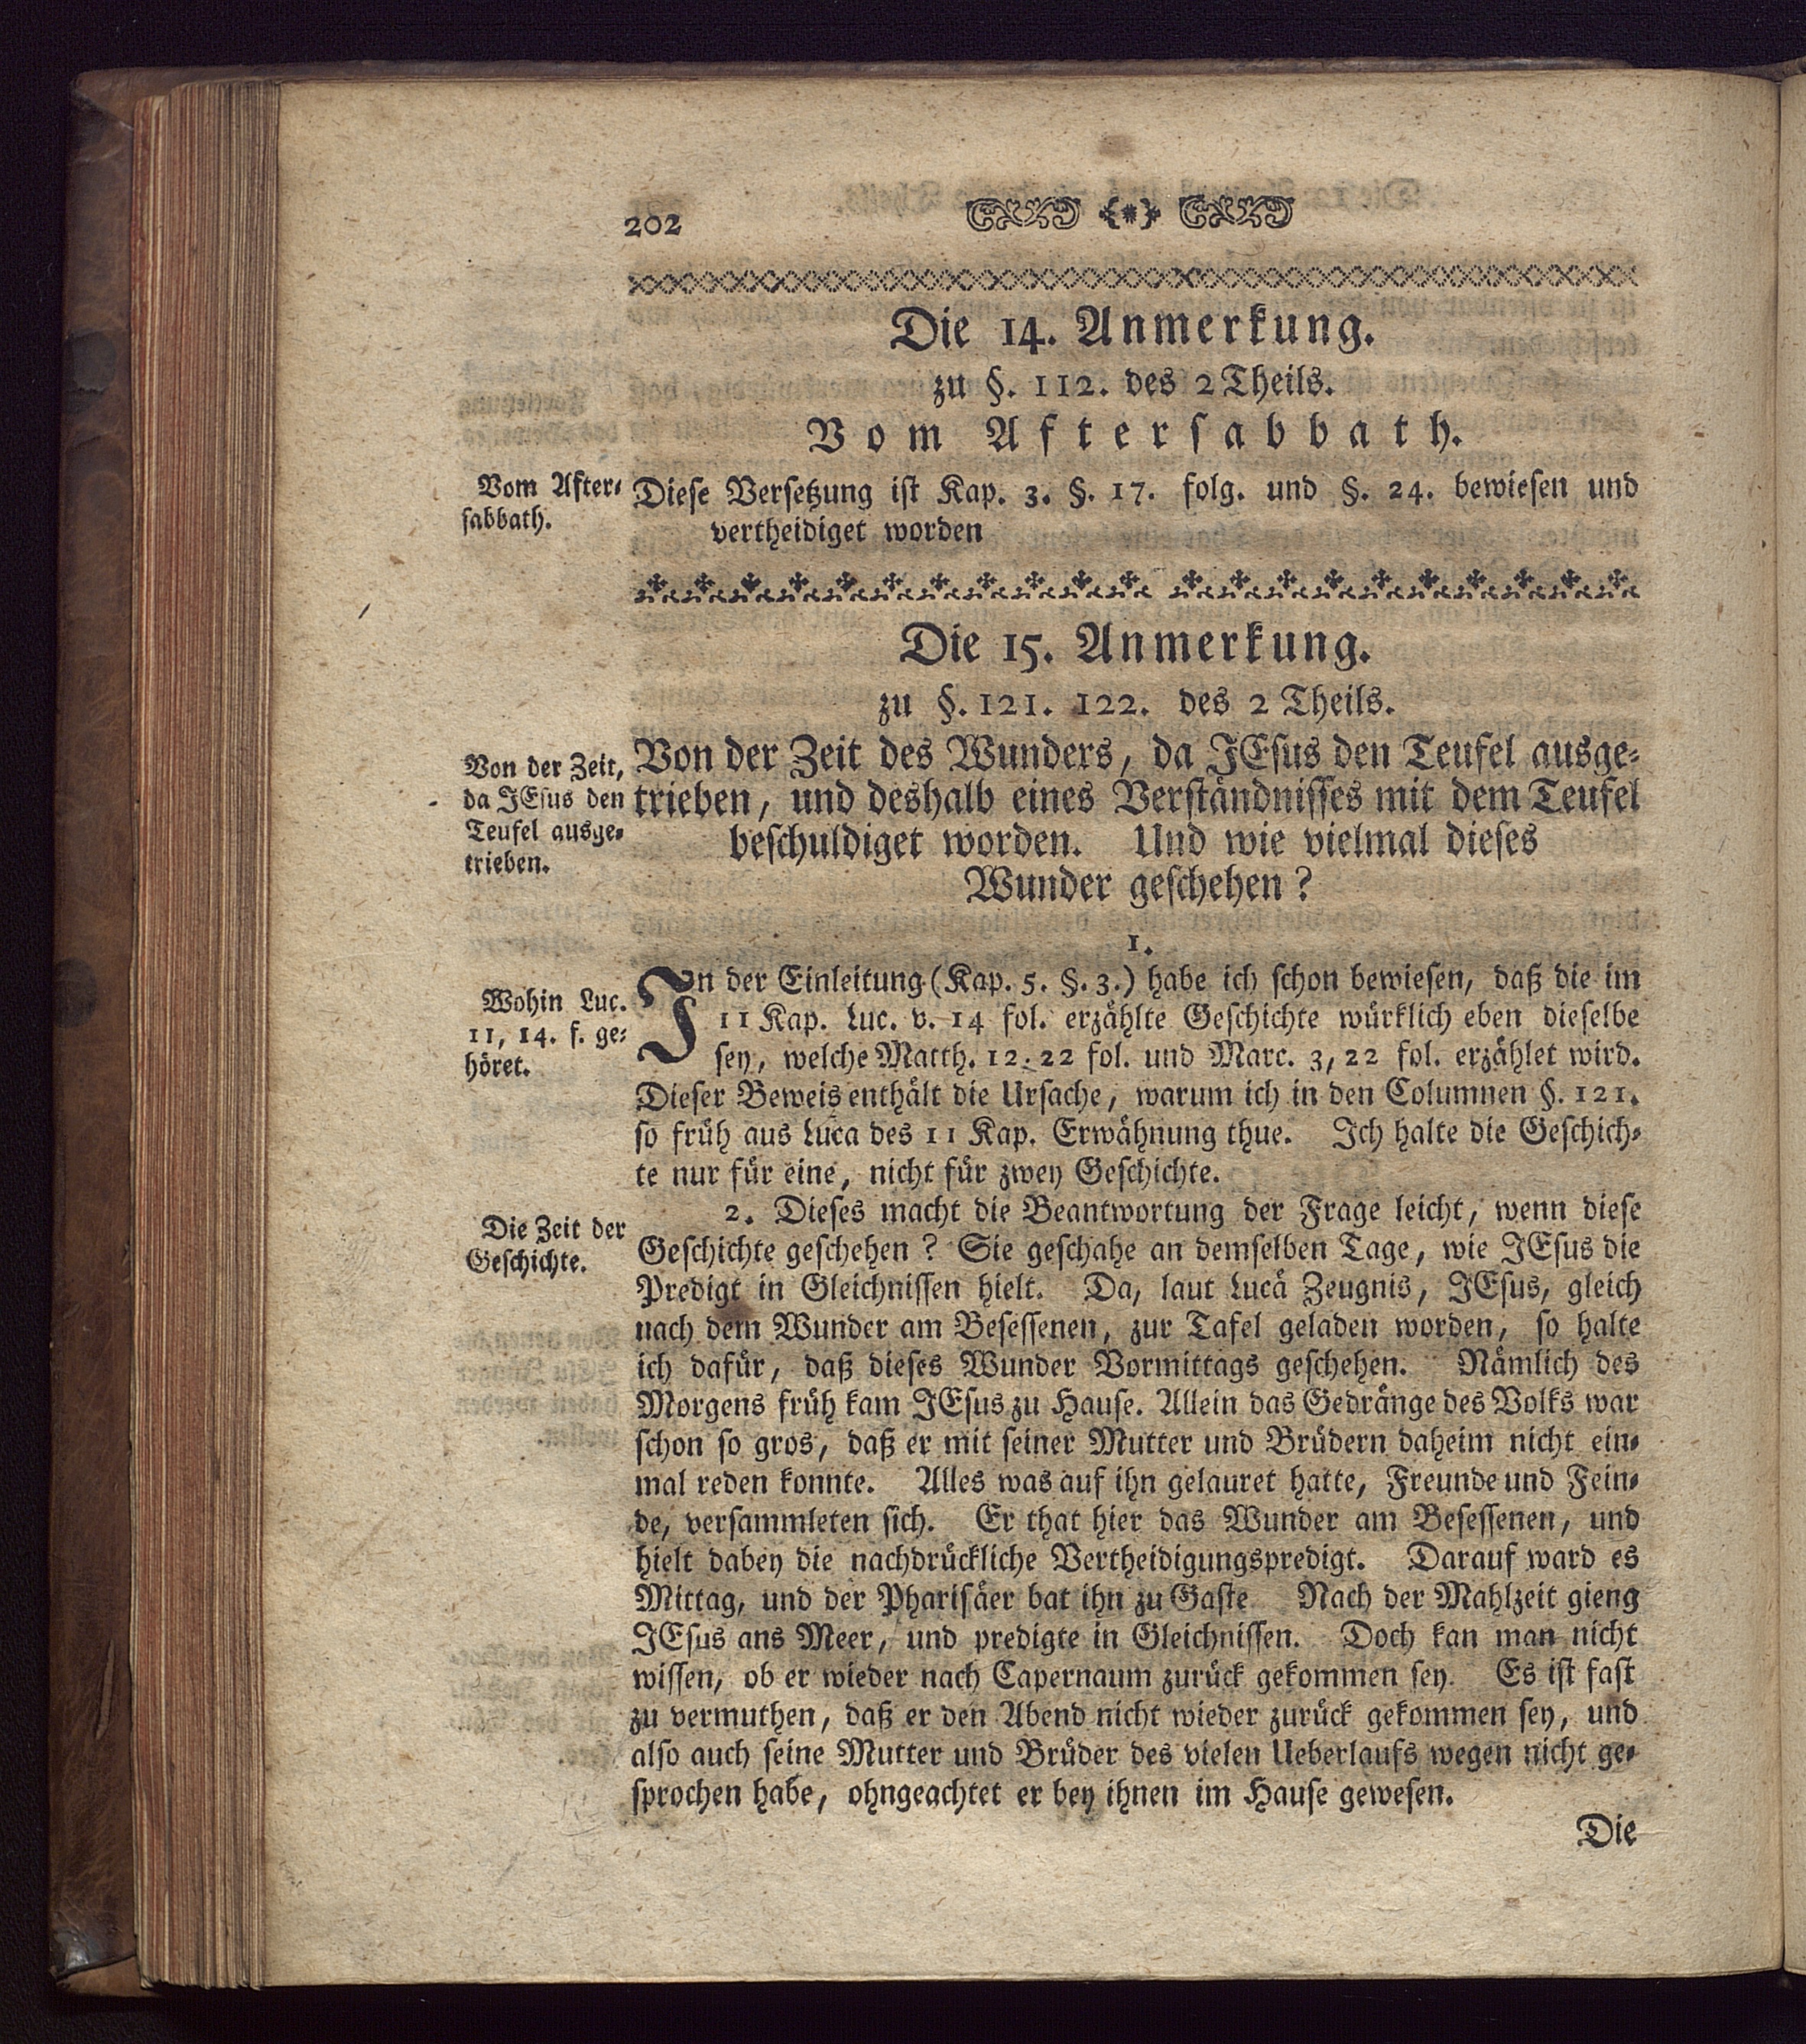 202
Die 14. Anmerkung.
zu §. 112. des 2 Theils.
Vom Aftersabbath.
Vom After-
sabbath.
Diese Versetzung ist Kap. 3. §. 17. folg. und §. 24. bewiesen und
vertheidiget worden
Die 15. Anmerkung.
zu §. 121. 122. des 2 Theils.
Von der Zeit,
da JEsus den
Teufel ausge-
trieben.
Von der Zeit des Wunders, da JEsus den Teufel ausge-
trieben, und deshalb eines Verständnisses mit dem Teufel
beschuldiget worden. Und wie vielmal dieses
Wunder geschehen?
1.
Wohin Luc.
11, 14. f. ge-
höret.
In der Einleitung (Kap. 5. §. 3.) habe ich schon bewiesen, daß die im
11 Kap. Luc. v. 14 fol. erzählte Geschichte würklich eben dieselbe
sey, welche Matth. 12. 22 fol. und Marc. 3, 22 fol. erzählet wird.
Dieser Beweis enthält die Ursache, warum ich in den Columnen §. 121.
so früh aus Luca des 11 Kap. Erwähnung thue. Ich halte die Geschich-
te nur für eine, nicht für zwey Geschichte.
Die Zeit der
Geschichte.
2. Dieses macht die Beantwortung der Frage leicht, wenn diese
Geschichte geschehen? Sie geschahe an demselben Tage, wie JEsus die
Predigt in Gleichnissen hielt. Da, laut Lucä Zeugnis, JEsus, gleich
nach dem Wunder am Besessenen, zur Tafel geladen worden, so halte
ich dafür, daß dieses Wunder Vormittags geschehen. Nämlich des
Morgens früh kam JEsus zu Hause. Allein das Gedränge des Volks war
schon so gros, daß er mit seiner Mutter und Brüdern daheim nicht ein-
mal reden konnte. Alles was auf ihn gelauret hatte, Freunde und Fein-
de, versammleten sich. Er that hier das Wunder am Besessenen, und
hielt dabey die nachdrückliche Vertheidigungspredigt. Darauf ward es
Mittag, und der Pharisäer bat ihn zu Gaste Nach der Mahlzeit gieng
JEsus ans Meer, und predigte in Gleichnissen. Doch kan man nicht
wissen, ob er wieder nach Capernaum zurück gekommen sey. Es ist fast
zu vermuthen, daß er den Abend nicht wieder zurück gekommen sey, und
also auch seine Mutter und Brüder des vielen Ueberlaufs wegen nicht ge-
sprochen habe, ohngeachtet er bey ihnen im Hause gewesen.
Die